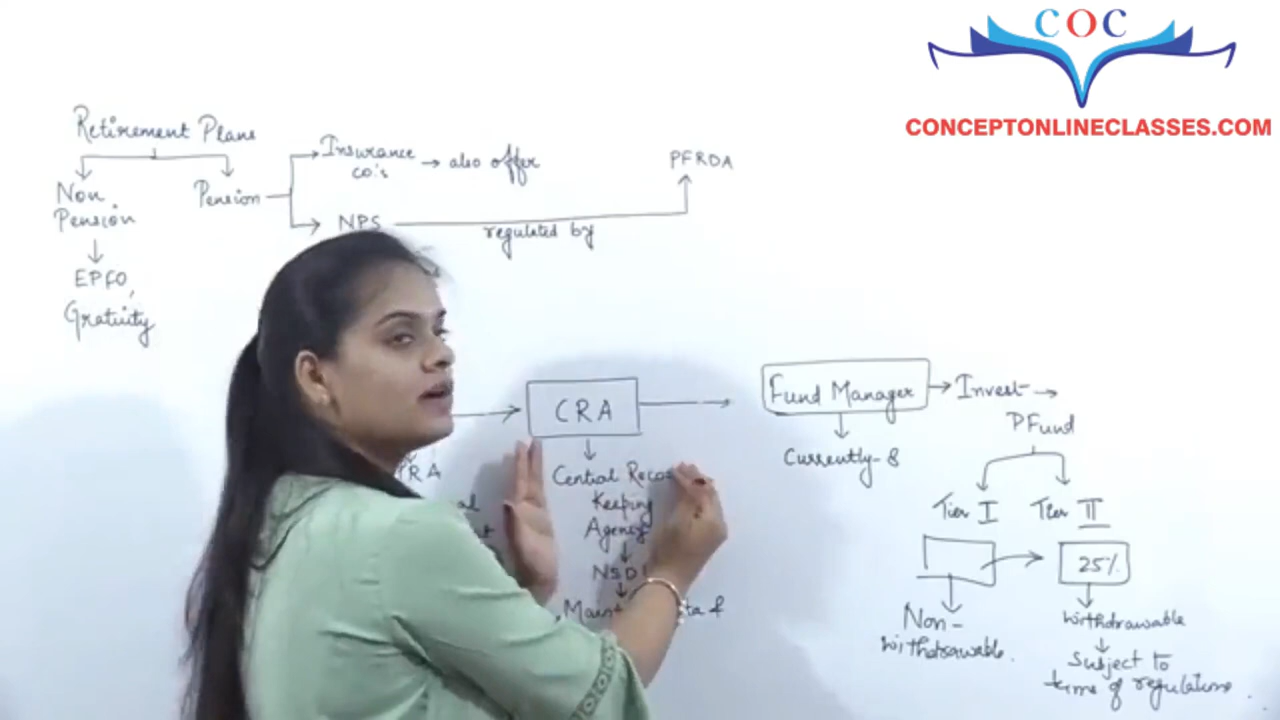 COC
CONCEPTONLINECLASSES.COM
Retirement Plans
Non
Pension
EPFO,
Gratuity
Pension
Insurance
co's
also offer
NPS
regulated by
PFRDA
CRA
Central
Keeping
Agency
Fund Manager
Currently-8
Invest
PFund
Tier I
Tier II
25%
Non-
Withdrawable.
Withdrawable
Subject to
terms of regulations